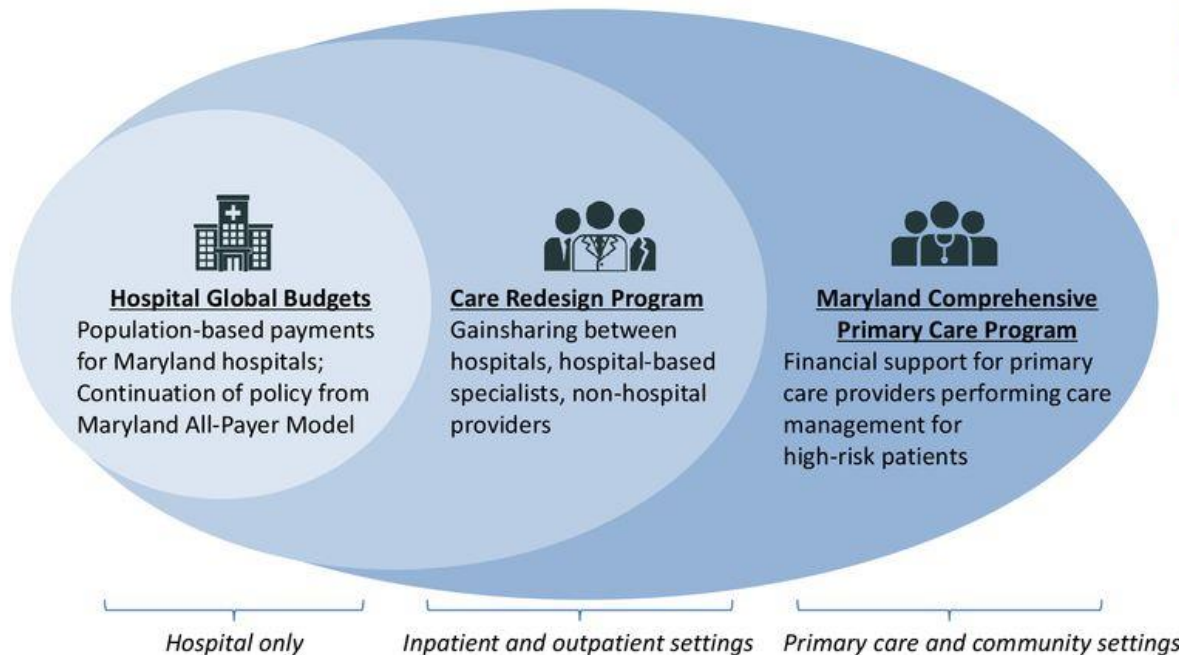 Hospital Global Budgets
Population-based payments
for Maryland hospitals;
Continuation of policy from
Maryland All-Payer Model
Care Redesign Program
Gainsharing between
hospitals, hospital-based
specialists, non-hospital
providers
Maryland Comprehensive
Primary Care Program
Financial support for primary
care providers performing care
management for
high-risk patients
Hospital only
Inpatient and outpatient settings
Primary care and community settings